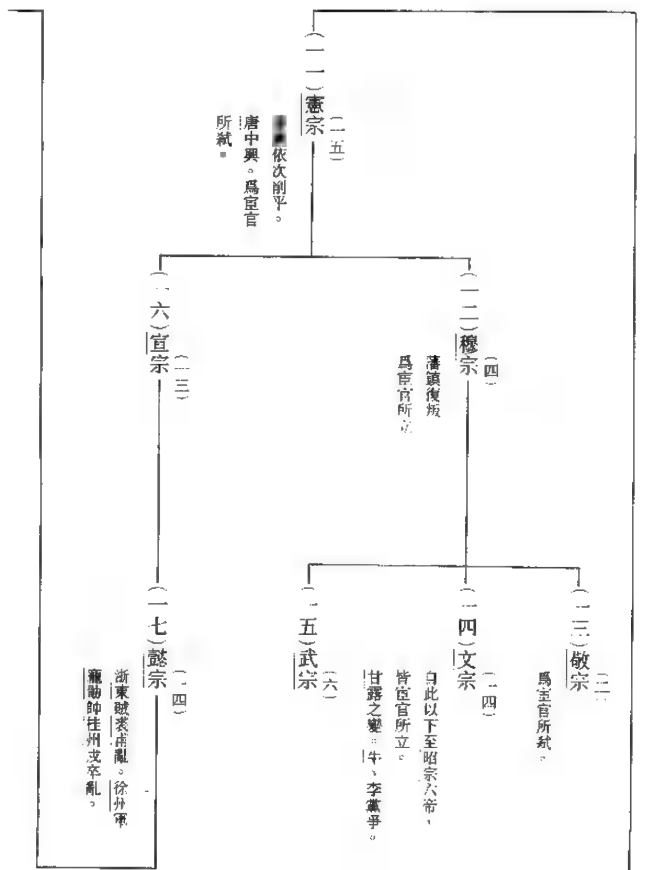 （一一）憲宗
（一五）
依次削平。
唐中興。爲宦官
所弒。
（一二）穆宗
（四）
藩鎮復叛
爲宦官所立
（一六）宣宗
（一三）
（一三）敬宗
（二）
爲宦官所弒。
（一四）文宗
（一四）
自此以下至昭宗六帝，
皆宦官所立。
甘露之變。牛、李黨爭。
（一五）武宗
（六）
（一七）懿宗
（一四）
浙東賊裘甫亂。徐州軍
龐勛帥桂州戍卒亂。